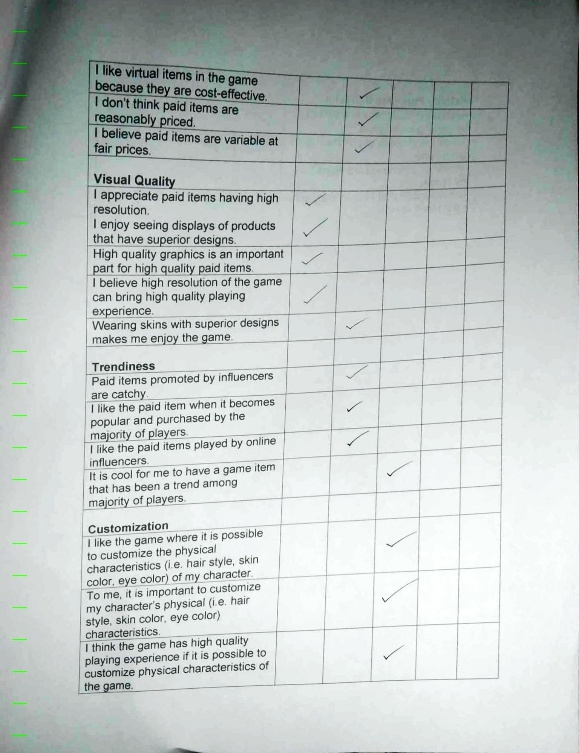 I like virtual items in the game
because they are cost-effective.
I don't think paid items are
reasonably priced.
I believe paid items are variable at
fair prices.
Visual Quality
I appreciate paid items having high
resolution.
I enjoy seeing displays of products
that have superior designs.
High quality graphics is an important
part for high quality paid items.
I believe high resolution of the game
can bring high quality playing
experience.
Wearing skins with superior designs
makes me enjoy the game.
Trendiness
Paid items promoted by influencers
are catchy.
I like the paid item when it becomes
popular and purchased by the
majority of players.
I like the paid items played by online
influencers.
It is cool for me to have a game item
that has been a trend among
majority of players.
Customization
I like the game where it is possible
to customize the physical
characteristics (i.e. hair style, skin
color, eye color) of my character.
To me, it is important to customize
my character's physical (i.e. hair
style, skin color, eye color)
characteristics.
I think the game has high quality
playing experience if it is possible to
customize physical characteristics of
the game.